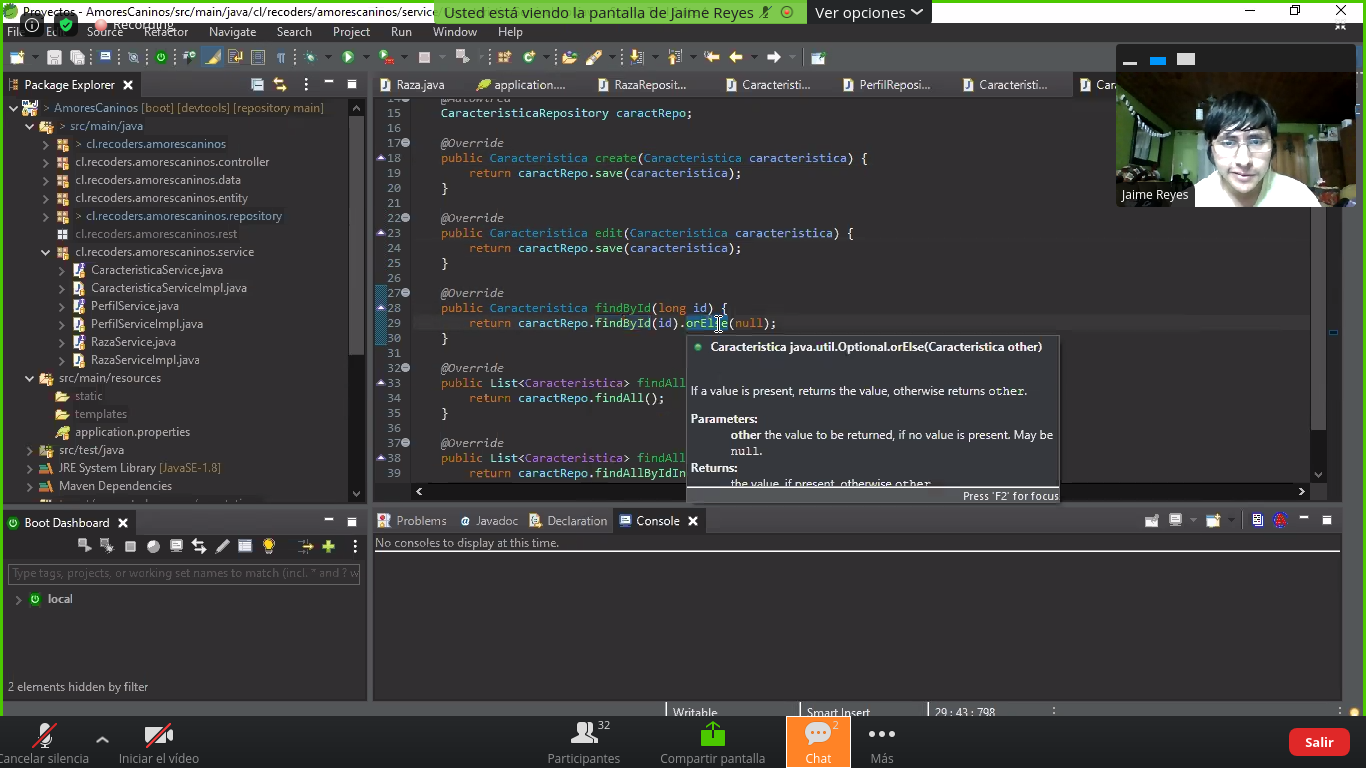 Proyectos - AmoresCaninos/src/main/java/cl/recoders/amorescaninos/service
Usted está viendo la pantalla de Jaime Reyes
Ver opciones
Recording
Source Refactor Navigate Search Project Run Window Help
Package Explorer
Raza.java
application....
RazaReposit...
Caracteristi...
PerfilReposi...
Caracteristi...
Car
> AmoresCaninos [boot] [devtools] [repository main]
> src/main/java
> cl.recoders.amorescaninos
cl.recoders.amorescaninos.controller
cl.recoders.amorescaninos.data
cl.recoders.amorescaninos.entity
> cl.recoders.amorescaninos.repository
cl.recoders.amorescaninos.rest
cl.recoders.amorescaninos.service
CaracteristicaService.java
CaracteristicaServiceImpl.java
PerfilService.java
PerfilServiceImpl.java
RazaService.java
RazaServiceImpl.java
src/main/resources
static
templates
application.properties
src/test/java
JRE System Library [JavaSE-1.8]
Maven Dependencies
14 @Autowired
15 CaracteristicaRepository caractRepo;
16
17 @Override
18 public Caracteristica create(Caracteristica caracteristica) {
19 return caractRepo.save(caracteristica);
20 }
21
22 @Override
23 public Caracteristica edit(Caracteristica caracteristica) {
24 return caractRepo.save(caracteristica);
25 }
26
27 @Override
28 public Caracteristica findById(long id) {
29 return caractRepo.findById(id).orElse(null);
30 }
31
32 @Override
33 public List<Caracteristica> findAll
34 return caractRepo.findAll();
35 }
36
37 @Override
38 public List<Caracteristica> findAll
39 return caractRepo.findAllByIdIn
Caracteristica java.util.Optional.orElse(Caracteristica other)
If a value is present, returns the value, otherwise returns other.
Parameters:
other the value to be returned, if no value is present. May be
null.
Returns:
the value, if present, otherwise other
Press 'F2' for focus
Jaime Reyes
Boot Dashboard
Type tags, projects, or working set names to match (incl. * and ? w
local
2 elements hidden by filter
Problems
Javadoc
Declaration
Console
No consoles to display at this time.
Writable
Smart Insert
29 : 43 : 798
Cancelar silencia
Iniciar el vídeo
32
Participantes
Compartir pantalla
2
Chat
Más
Salir